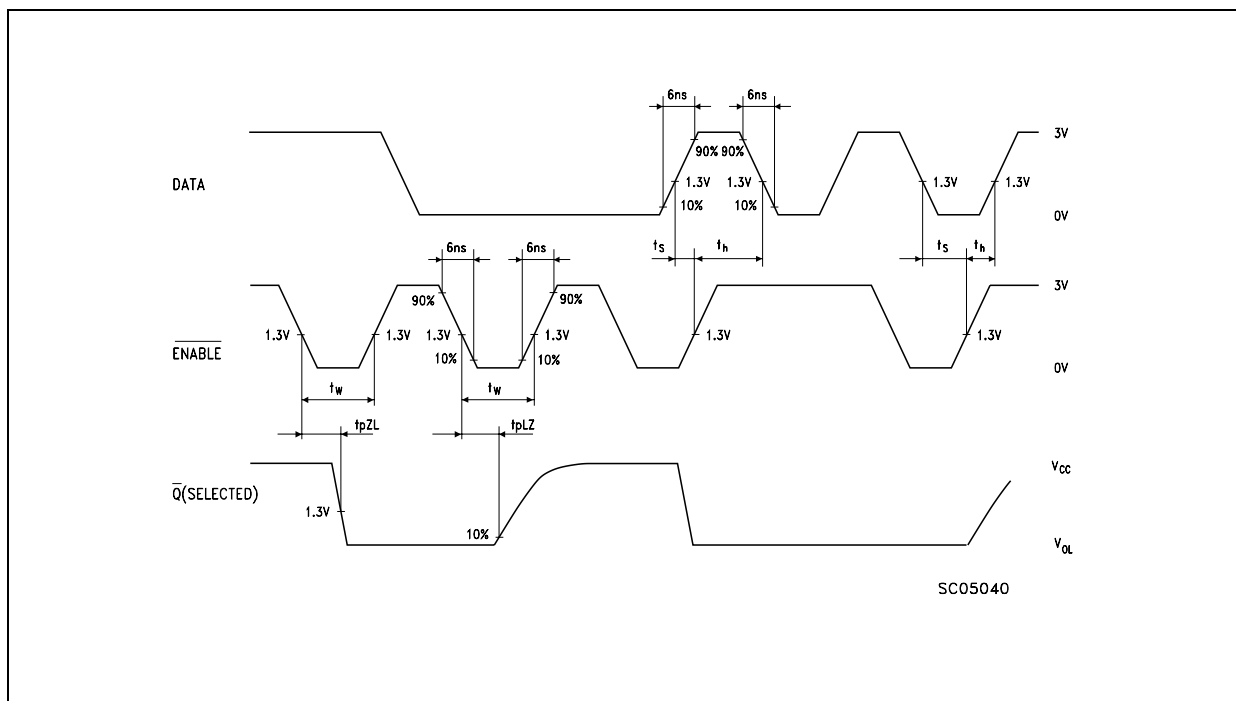 6ns 6ns
3V
90% 90%
DATA 1.3V 1.3V 1.3V 1.3V
10% 10%
0V
6ns 6ns ts th ts th
3V
90% 90%
1.3V 1.3V 1.3V 1.3V 1.3V 1.3V
ENABLE 10% 10%
0V
tw tw
tpZL tpLZ
VCC
Q(SELECTED)
1.3V
10%
VOL
SC05040